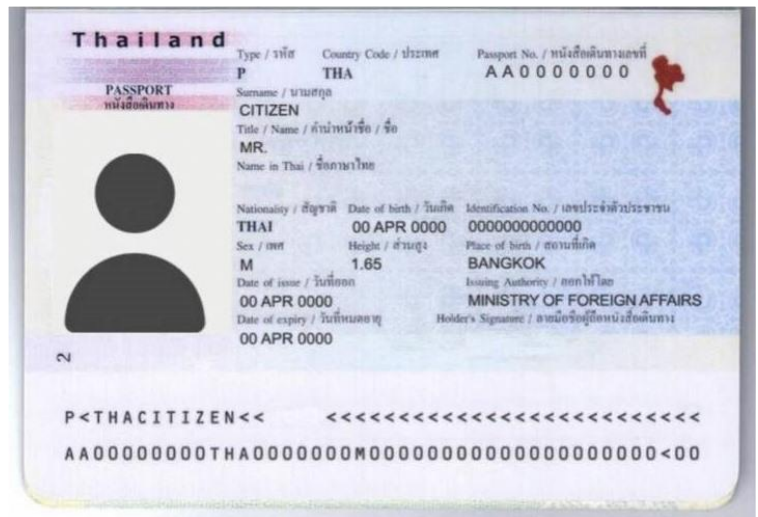 Thailand
PASSPORT
หนังสือเดินทาง
Type / รหัส Country Code / ประเทศ Passport No. / หนังสือเดินทางเลขที่
P THA AA0000000
Surname / นามสกุล
CITIZEN
Title / Name / คำนำหน้าชื่อ / ชื่อ
MR.
Name in Thai / ชื่อภาษาไทย
Nationality / สัญชาติ Date of birth / วันเกิด Identification No. / เลขประจำตัวประชาชน
THAI 00 APR 0000 0000000000000
Sex / เพศ Height / ส่วนสูง Place of birth / สถานที่เกิด
M 1.65 BANGKOK
Date of issue / วันที่ออก Issuing Authority / ออกให้โดย
00 APR 0000 MINISTRY OF FOREIGN AFFAIRS
Date of expiry / วันที่หมดอายุ Holder's Signature / ลายมือชื่อผู้ถือหนังสือเดินทาง
00 APR 0000
2
P<THACITIZEN<< <<<<<<<<<<<<<<<<<<<<<<<<<<
AA00000000THA0000000M0000000000000000000000<00